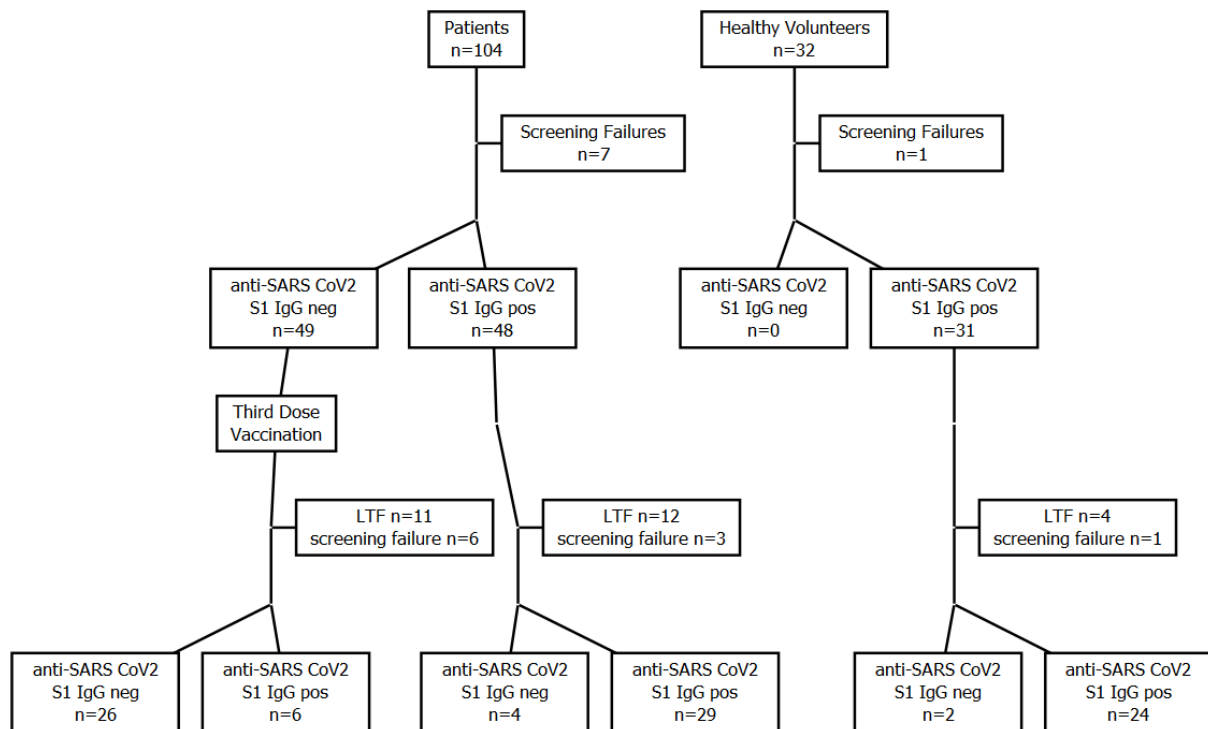 Patients
n=104
Healthy Volunteers
n=32
Screening Failures
n=7
Screening Failures
n=1
anti-SARS CoV2
S1 IgG neg
n=49
anti-SARS CoV2
S1 IgG pos
n=48
anti-SARS CoV2
S1 IgG neg
n=0
anti-SARS CoV2
S1 IgG pos
n=31
Third Dose
Vaccination
LTF n=11
screening failure n=6
LTF n=12
screening failure n=3
LTF n=4
screening failure n=1
anti-SARS CoV2
S1 IgG neg
n=26
anti-SARS CoV2
S1 IgG pos
n=6
anti-SARS CoV2
S1 IgG neg
n=4
anti-SARS CoV2
S1 IgG pos
n=29
anti-SARS CoV2
S1 IgG neg
n=2
anti-SARS CoV2
S1 IgG pos
n=24